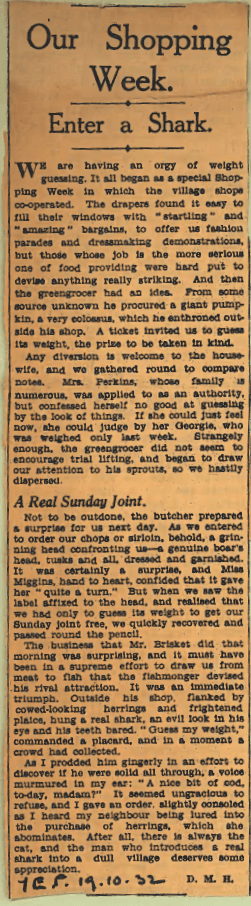 Our Shopping
Week.
Enter a Shark.
WE are having an orgy of weight
guessing. It all began as a special Shop-
ping Week in which the village shops
co-operated. The drapers found it easy to
fill their windows with "startling" and
"amazing" bargains, to offer us fashion
parades and dressmaking demonstrations,
but those whose job is the more serious
one of food providing were hard put to
devise anything really striking. And then
the greengrocer had an idea. From some
source unknown he procured a giant pump-
kin, a very colossus, which he enthroned out-
side his shop. A ticket invited us to guess
its weight, the prize to be taken in kind.
Any diversion is welcome to the house-
wife, and we gathered round to compare
notes. Mrs. Perkins, whose family
numerous, was applied to as an authority,
but confessed herself no good at guessing
by the look of things. If she could just feel
now, she could judge by her Georgie, who
was weighed only last week. Strangely
enough, the greengrocer did not seem to
encourage trial lifting, and began to draw
our attention to his sprouts, so we hastily
dispersed.
A Real Sunday Joint.
Not to be outdone, the butcher prepared
a surprise for us next day. As we entered
to order our chops or sirloin, behold, a grin-
ning head confronting us—a genuine boar's
head, tusks and all, dressed and garnished.
It was certainly a surprise, and Miss
Miggins, hand to heart, confided that it gave
her "quite a turn." But when we saw the
label affixed to the head, and realised that
we had only to guess its weight to get our
Sunday joint free, we quickly recovered and
passed round the pencil.
The business that Mr. Brisket did that
morning was surprising, and it must have
been in a supreme effort to draw us from
meat to fish that the fishmonger devised
his rival attraction. It was an immediate
triumph. Outside his shop, flanked by
cowed-looking herrings and frightened
plaice, hung a real shark, an evil look in his
eye and his teeth bared. "Guess my weight,"
commanded a placard, and in a moment a
crowd had collected.
As I prodded him gingerly in an effort to
discover if he were solid all through, a voice
murmured in my ear: "A nice bit of cod,
to-day, madam?" It seemed ungracious to
refuse, and I gave an order, slightly consoled
as I heard my neighbour being lured into
the purchase of herrings, which she
abominates. After all, there is always the
cat, and the man who introduces a real
shark into a dull village deserves some
appreciation.
D. M. H.
19.10.32